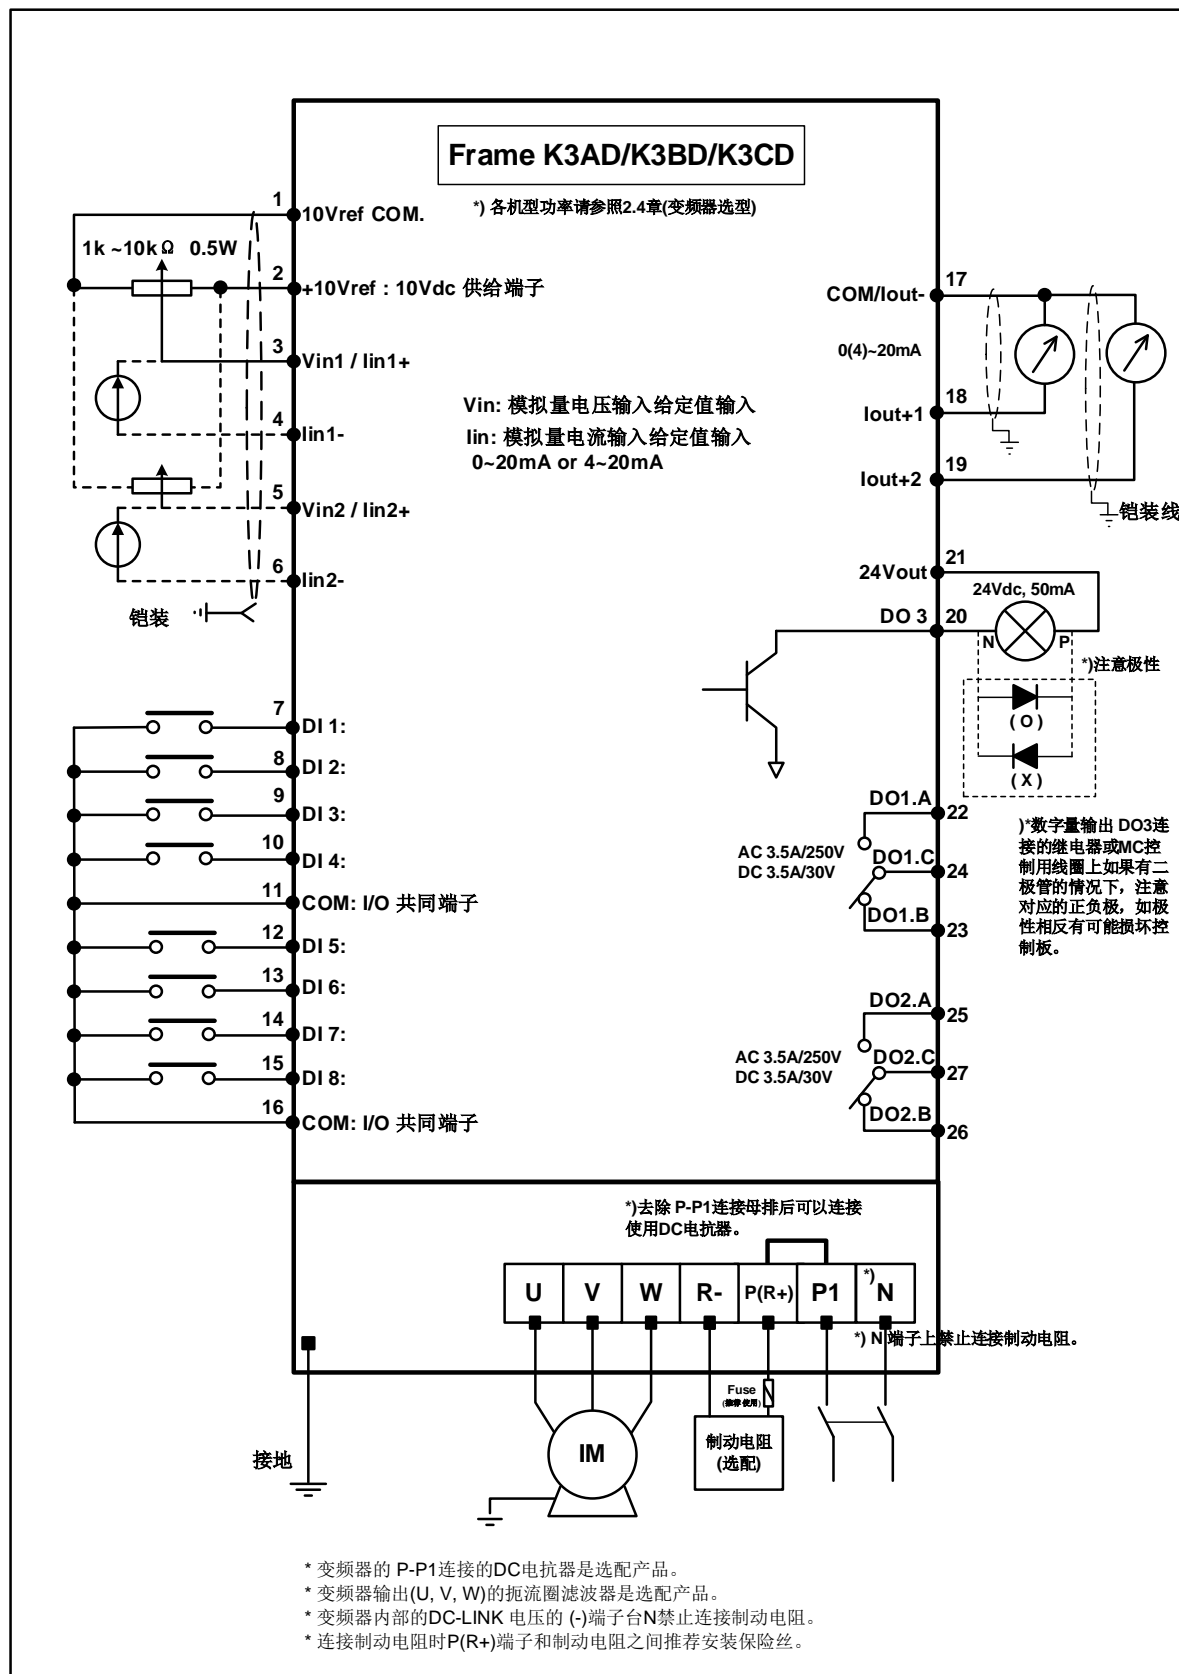 Frame K3AD/K3BD/K3CD
*) 各机型功率请参照2.4章(变频器选型)
1
10Vref COM.
1k ~10kΩ 0.5W
2
+10Vref : 10Vdc 供给端子
3
Vin1 / Iin1+
4
Iin1-
5
Vin2 / Iin2+
6
Iin2-
铠装
Vin: 模拟量电压输入给定值输入
Iin: 模拟量电流输入给定值输入
0~20mA or 4~20mA
17
COM/Iout-
0(4)~20mA
18
Iout+1
19
Iout+2
铠装线
21
24Vout
24Vdc, 50mA
DO 3
20
N
P
*)注意极性
( O )
( X )
)*数字量输出 DO3连
接的继电器或MC控
制用线圈上如果有二
极管的情况下，注意
对应的正负极，如极
性相反有可能损坏控
制板。
7
DI 1:
8
DI 2:
9
DI 3:
10
DI 4:
11
COM: I/O 共同端子
12
DI 5:
13
DI 6:
14
DI 7:
15
DI 8:
16
COM: I/O 共同端子
DO1.A
22
AC 3.5A/250V
DC 3.5A/30V
DO1.C
24
DO1.B
23
DO2.A
25
AC 3.5A/250V
DC 3.5A/30V
DO2.C
27
DO2.B
26
*)去除 P-P1连接母排后可以连接
使用DC电抗器。
U
V
W
R-
P(R+)
P1
*)
N
*) N 端子上禁止连接制动电阻。
Fuse
(推荐使用)
制动电阻
(选配)
IM
接地
* 变频器的 P-P1连接的DC电抗器是选配产品。
* 变频器输出(U, V, W)的扼流圈滤波器是选配产品。
* 变频器内部的DC-LINK 电压的 (-)端子台N禁止连接制动电阻。
* 连接制动电阻时P(R+)端子和制动电阻之间推荐安装保险丝。